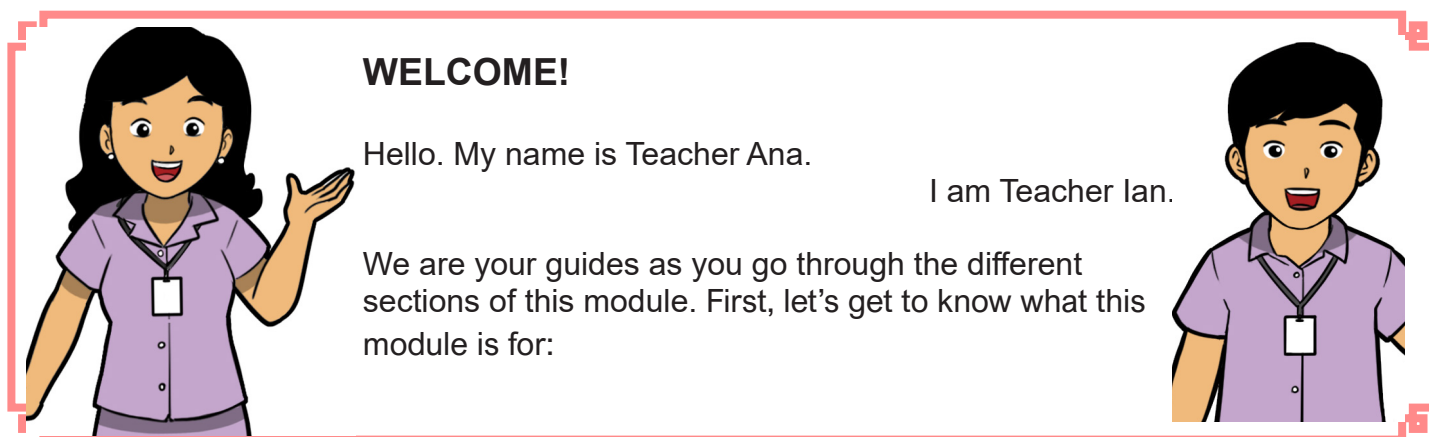 WELCOME!
Hello. My name is Teacher Ana.
I am Teacher Ian.
We are your guides as you go through the different
sections of this module. First, let’s get to know what this
module is for: